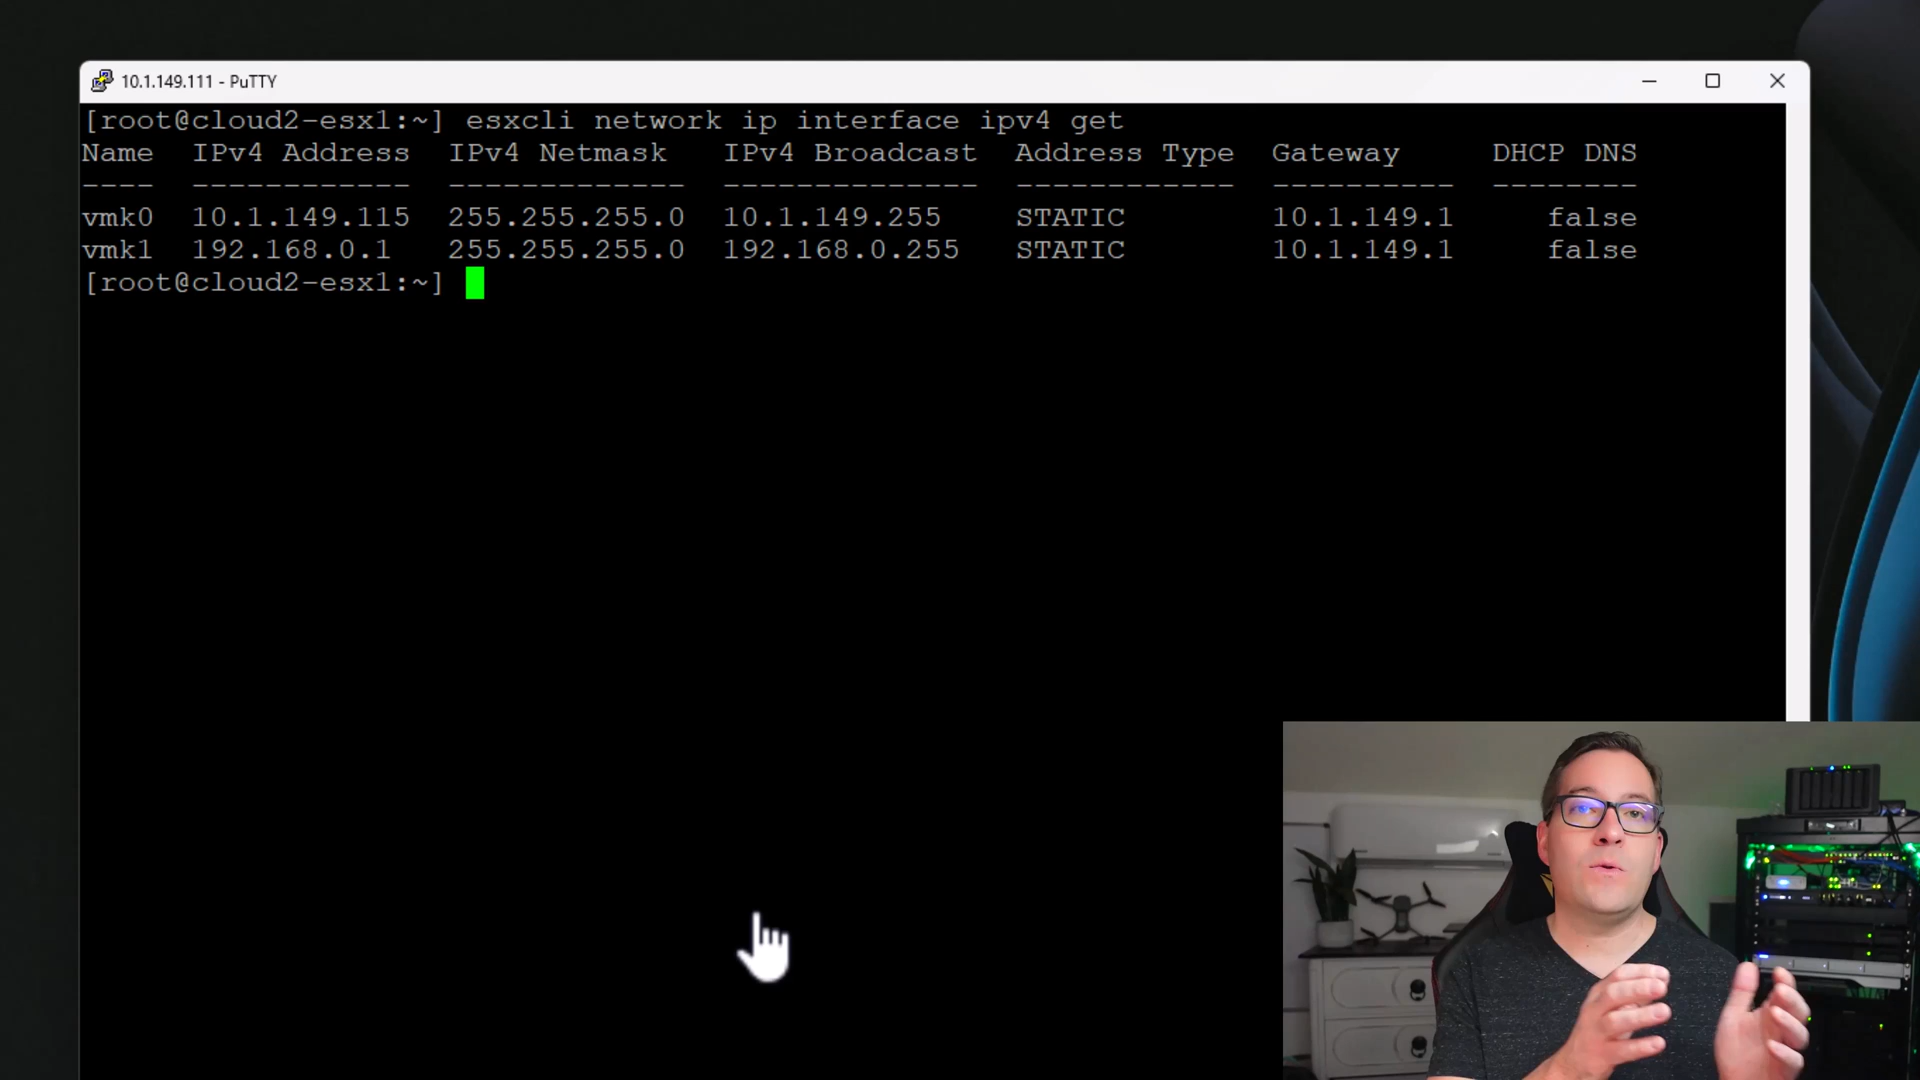 10.1.149.111 - PuTTY
[root@cloud2-esx1:~] esxcli network ip interface ipv4 get
Name  IPv4 Address  IPv4 Netmask   IPv4 Broadcast  Address Type  Gateway     DHCP DNS
----  ------------  -------------  --------------  ------------  ----------  --------
vmk0  10.1.149.115  255.255.255.0  10.1.149.255    STATIC        10.1.149.1     false
vmk1  192.168.0.1   255.255.255.0  192.168.0.255   STATIC        10.1.149.1     false
[root@cloud2-esx1:~]